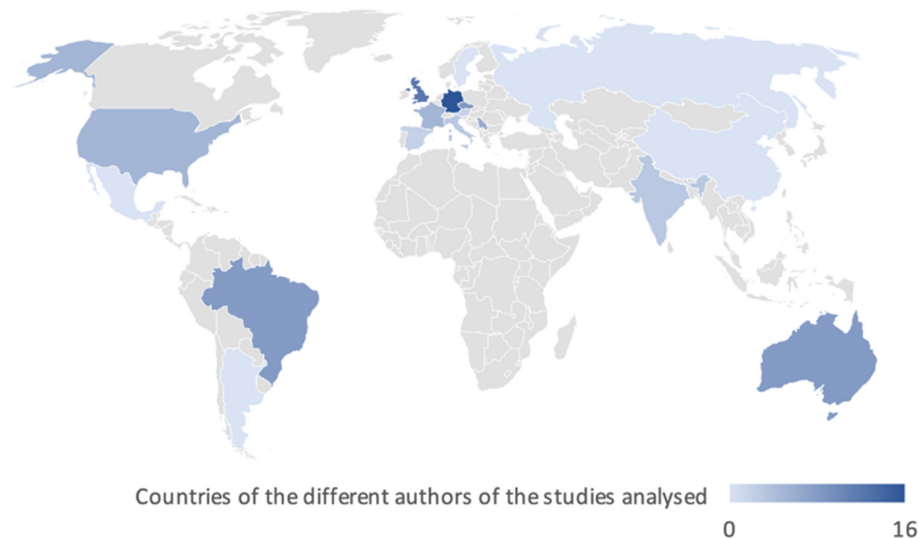 Countries of the different authors of the studies analysed
0 16